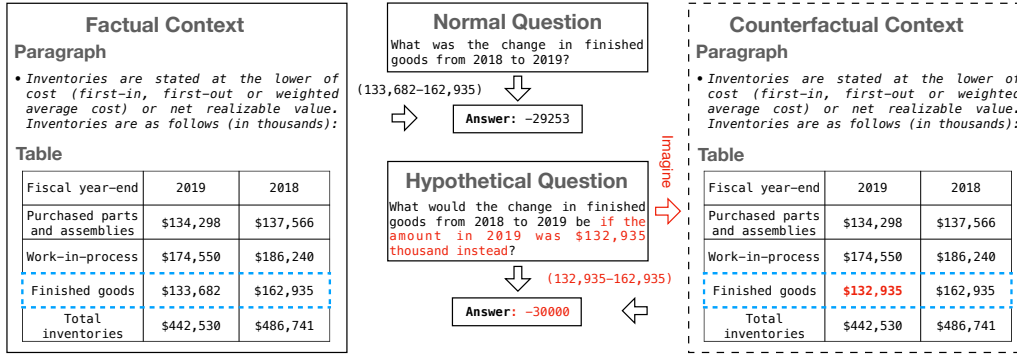 Factual Context
Paragraph
• Inventories are stated at the lower of
cost (first-in, first-out or weighted
average cost) or net realizable value.
Inventories are as follows (in thousands):
Table
Fiscal year-end 2019 2018
Purchased parts and assemblies $134,298 $137,566
Work-in-process $174,550 $186,240
Finished goods $133,682 $162,935
Total inventories $442,530 $486,741
Normal Question
What was the change in finished
goods from 2018 to 2019?
(133,682−162,935)
Answer: -29253
Hypothetical Question
What would the change in finished
goods from 2018 to 2019 be if the
amount in 2019 was $132,935
thousand instead?
Imagine
(132,935−162,935)
Answer: -30000
Counterfactual Context
Paragraph
• Inventories are stated at the lower of
cost (first-in, first-out or weighted
average cost) or net realizable value.
Inventories are as follows (in thousands):
Table
Fiscal year-end 2019 2018
Purchased parts and assemblies $134,298 $137,566
Work-in-process $174,550 $186,240
Finished goods $132,935 $162,935
Total inventories $442,530 $486,741